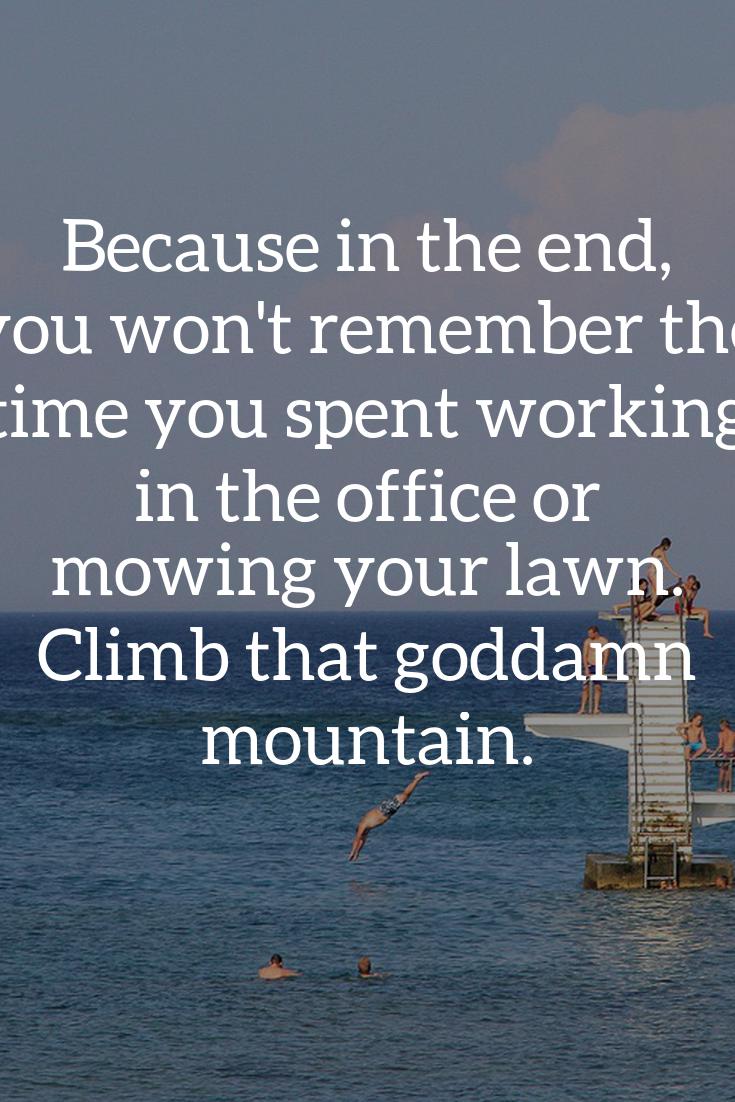 Because in the end,
you won't remember the
time you spent working
in the office or
mowing your lawn.
Climb that goddamn
mountain.